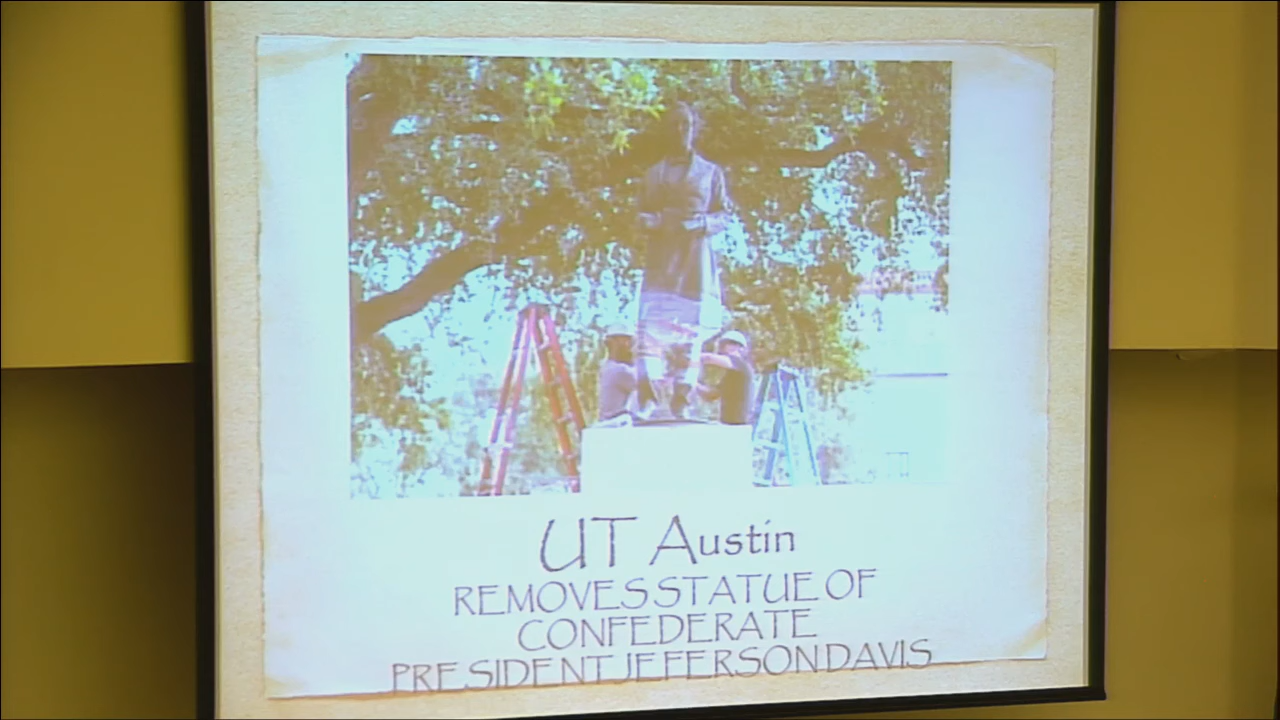 UT Austin
REMOVES STATUE OF
CONFEDERATE
PRESIDENT JEFERSON DAVIS